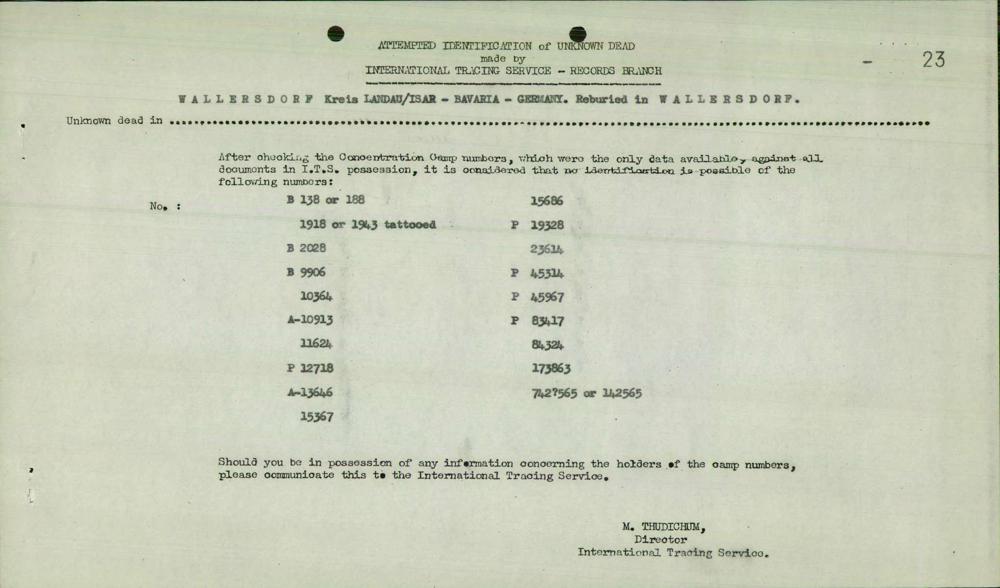 ATTEMPTED IDENTIFICATION of UNKNOWN DEAD
made by
INTERNATIONAL TRACING SERVICE - RECORDS BRANCH
- 23
W A L L E R S D O R F Kreis LANDAU/ISAR - BAVARIA - GERMANY. Reburied in W A L L E R S D O R F.
Unknown dead in ........................................................................
After checking the Concentration Camp numbers, which were the only data available, against all
documents in I.T.S. possession, it is considered that no identification is possible of the
following numbers:
No. :
B 138 or 188
1918 or 1943 tattooed
B 2028
B 9906
10364
A-10913
11624
P 12718
A-13646
15367
15686
P 19328
23614
P 45314
P 45967
P 83417
84324
173863
742?565 or 142565
Should you be in possession of any information concerning the holders of the camp numbers,
please communicate this to the International Tracing Service.
M. THUDICHUM,
Director
International Tracing Service.